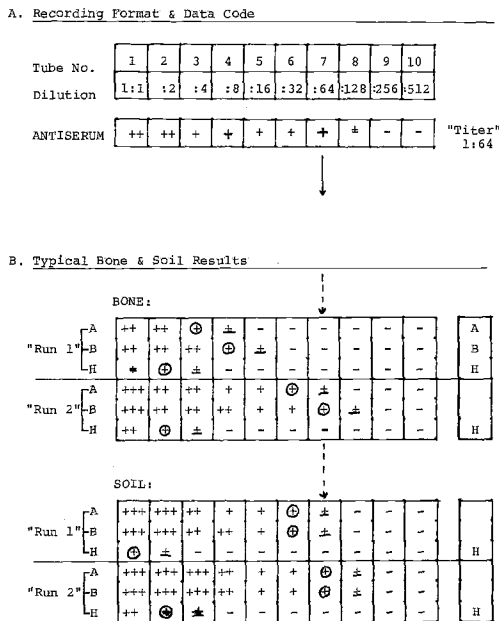 A. Recording Format & Data Code
Tube No. 1 2 3 4 5 6 7 8 9 10
Dilution 1:1 :2 :4 :8 :16 :32 :64 :128 :256 :512
ANTISERUM ++ ++ + + + + + ± - - "Titer"
1:64
B. Typical Bone & Soil Results
BONE:
A ++ ++ ⊕ ± - - - - - - A
"Run 1" B ++ ++ ++ ⊕ ± - - - - - B
H + ⊕ ± - - - - - - - H
A +++ ++ ++ + + ⊕ ± - - -
"Run 2" B +++ ++ ++ ++ + + ⊕ ± - -
H ++ ⊕ ± - - - - - - - H
SOIL:
A +++ +++ ++ + + ⊕ ± - - -
"Run 1" B +++ +++ ++ ++ + ⊕ ± - - -
H ⊕ ± - - - - - - - - H
A +++ +++ +++ ++ + + ⊕ ± - -
"Run 2" B +++ +++ +++ ++ + + ⊕ ± - -
H ++ ⊕ ± - - - - - - - H